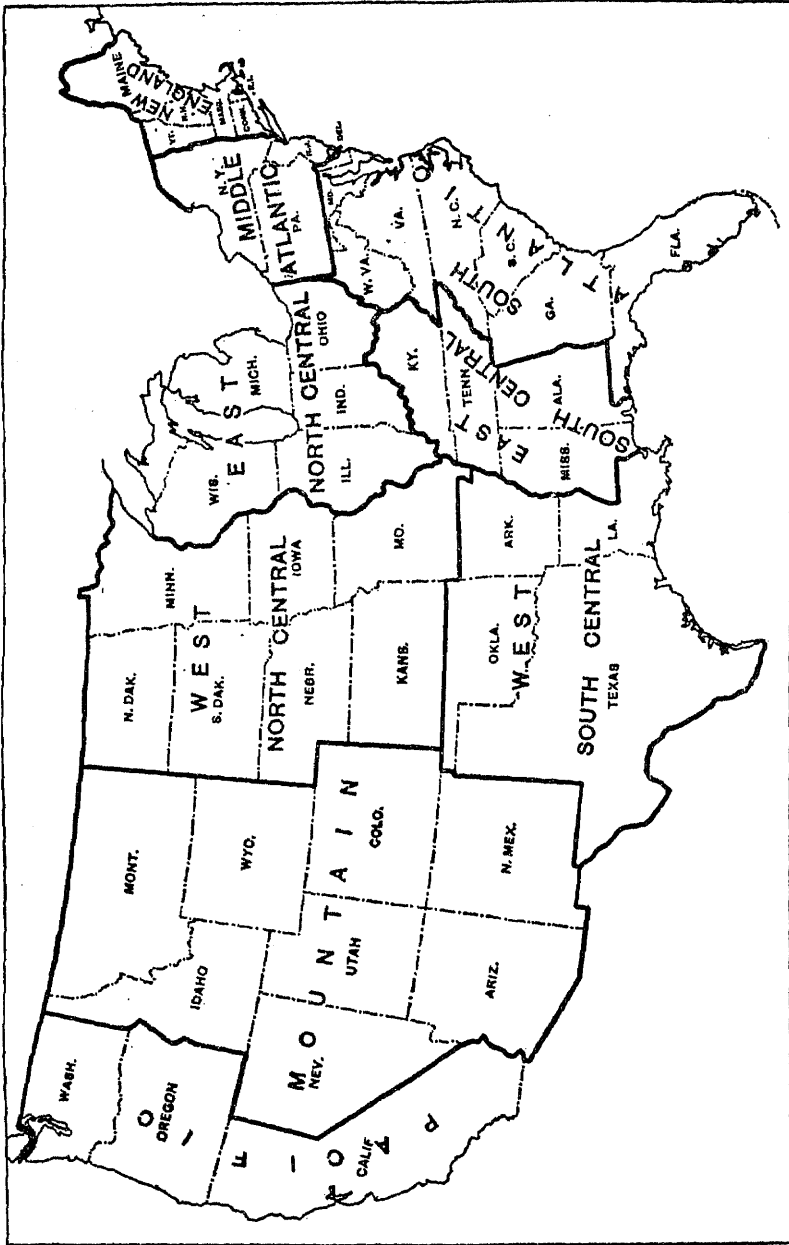 WASH.
OREGON
CALIF
PACIFIC
MONT.
IDAHO
WYO.
NEV.
UTAH
COLO.
ARIZ.
N. MEX.
MOUNTAIN
N. DAK.
S. DAK.
MINN.
NEBR.
IOWA
KANS.
MO.
WEST
NORTH CENTRAL
OKLA.
ARK.
TEXAS
LA.
WEST
SOUTH CENTRAL
WIS.
MICH.
ILL.
IND.
OHIO
EAST
NORTH CENTRAL
KY.
TENN.
MISS.
ALA.
EAST
SOUTH CENTRAL
N.Y.
PA.
N.J.
MIDDLE
ATLANTIC
MAINE
VT.
N.H.
MASS.
CONN.
R.I.
NEW
ENGLAND
DEL.
MD.
W. VA.
VA.
N.C.
S.C.
GA.
FLA.
SOUTH
ATLANTIC